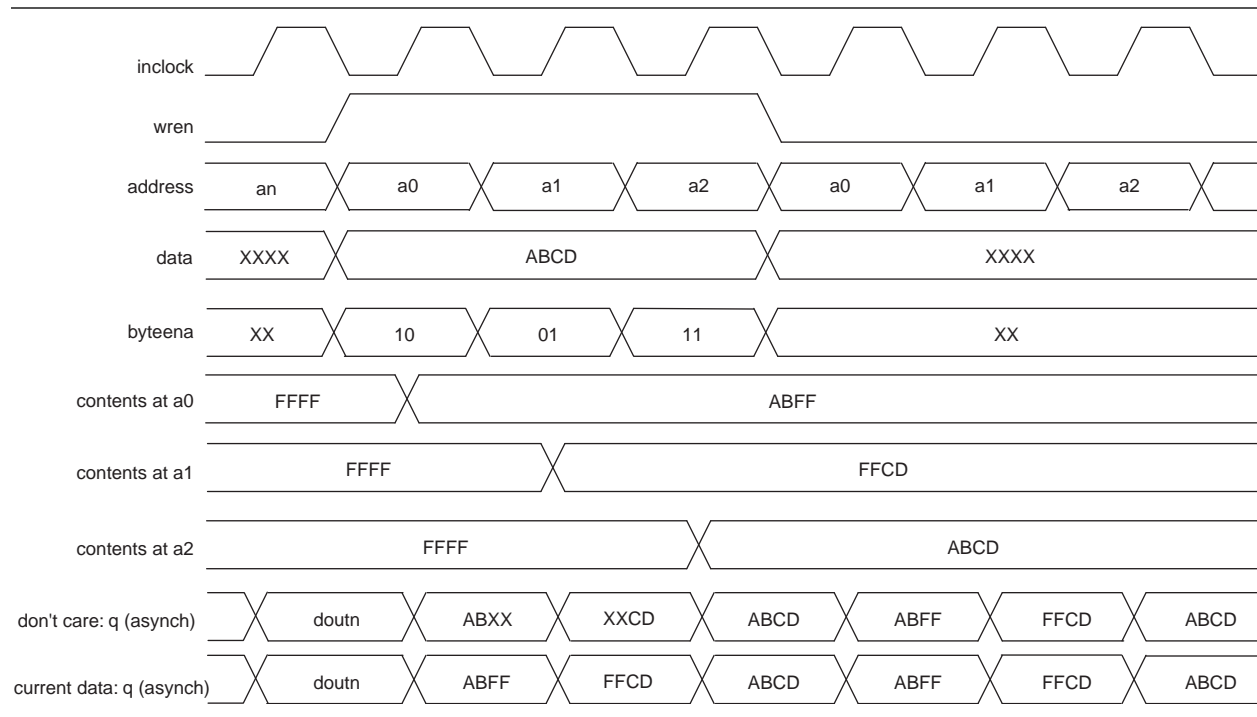 inclock
wren
address an a0 a1 a2 a0 a1 a2
data XXXX ABCD XXXX
byteena XX 10 01 11 XX
contents at a0 FFFF ABFF
contents at a1 FFFF FFCD
contents at a2 FFFF ABCD
don't care: q (asynch) doutn ABXX XXCD ABCD ABFF FFCD ABCD
current data: q (asynch) doutn ABFF FFCD ABCD ABFF FFCD ABCD